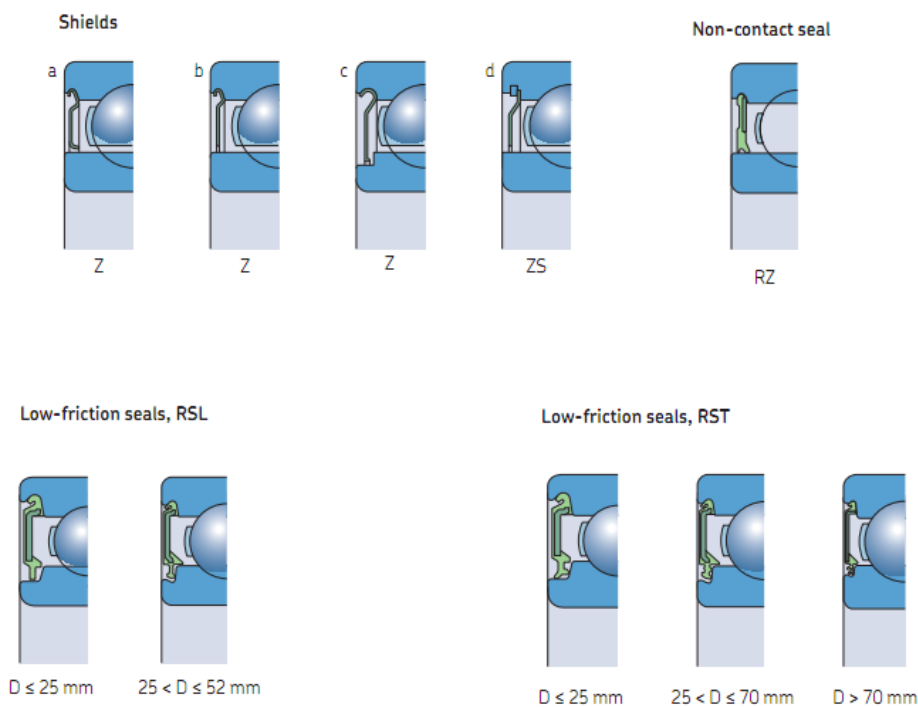 Shields
Non-contact seal
a
b
c
d
Z
Z
Z
ZS
RZ
Low-friction seals, RSL
Low-friction seals, RST
D ≤ 25 mm
25 < D ≤ 52 mm
D ≤ 25 mm
25 < D ≤ 70 mm
D > 70 mm